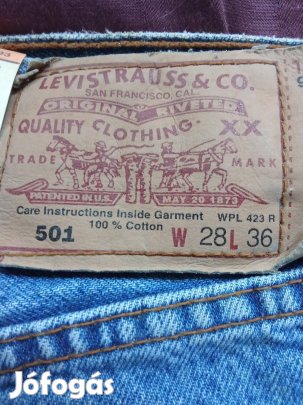 LEVI STRAUSS & CO.
SAN FRANCISCO, CAL.
ORIGINAL RIVETED
QUALITY CLOTHING XX
TRADE MARK
PATENTED IN U.S. MAY 20 1873
Care Instructions Inside Garment WPL 423 R
501 100 % Cotton W 28 L 36
Jófogás